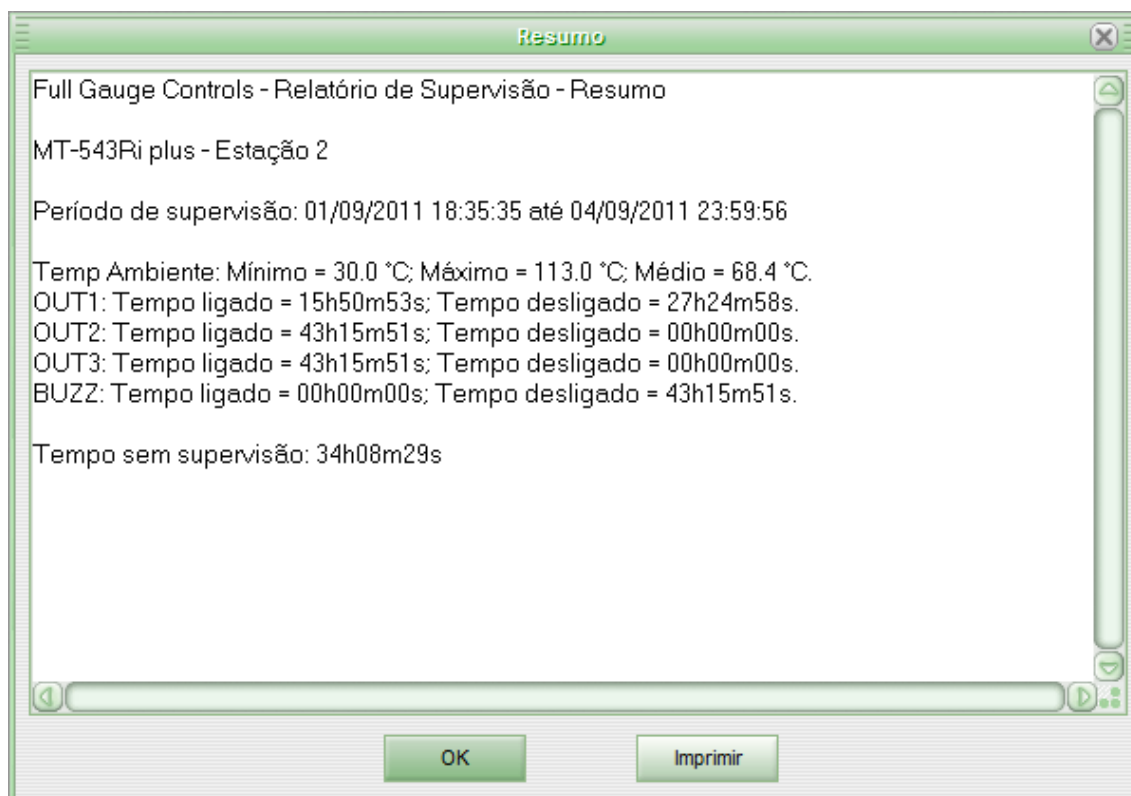 Resumo
Full Gauge Controls - Relatório de Supervisão - Resumo
MT-543Ri plus - Estação 2
Período de supervisão: 01/09/2011 18:35:35 até 04/09/2011 23:59:56
Temp Ambiente: Mínimo = 30.0 °C; Máximo = 113.0 °C; Médio = 68.4 °C.
OUT1: Tempo ligado = 15h50m53s; Tempo desligado = 27h24m58s.
OUT2: Tempo ligado = 43h15m51s; Tempo desligado = 00h00m00s.
OUT3: Tempo ligado = 43h15m51s; Tempo desligado = 00h00m00s.
BUZZ: Tempo ligado = 00h00m00s; Tempo desligado = 43h15m51s.
Tempo sem supervisão: 34h08m29s
OK
Imprimir